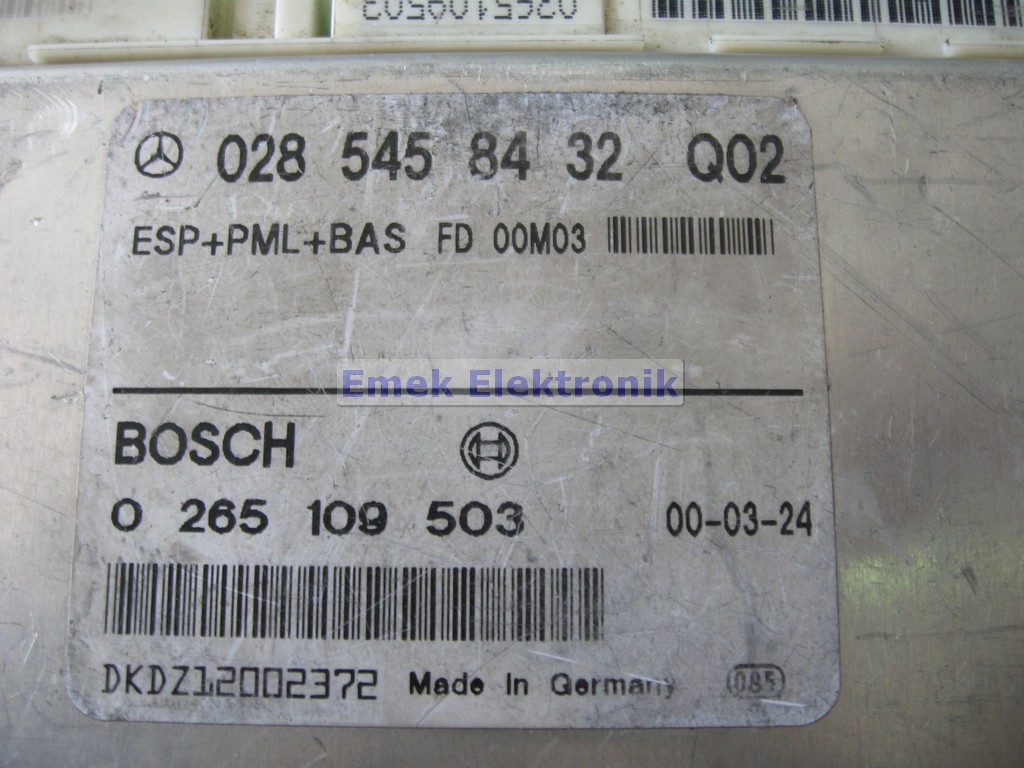 0265109503
028 545 84 32 Q02
ESP+PML+BAS FD 00M03
Emek Elektronik
BOSCH
0 265 109 503 00-03-24
DKDZ12002372 Made In Germany 085